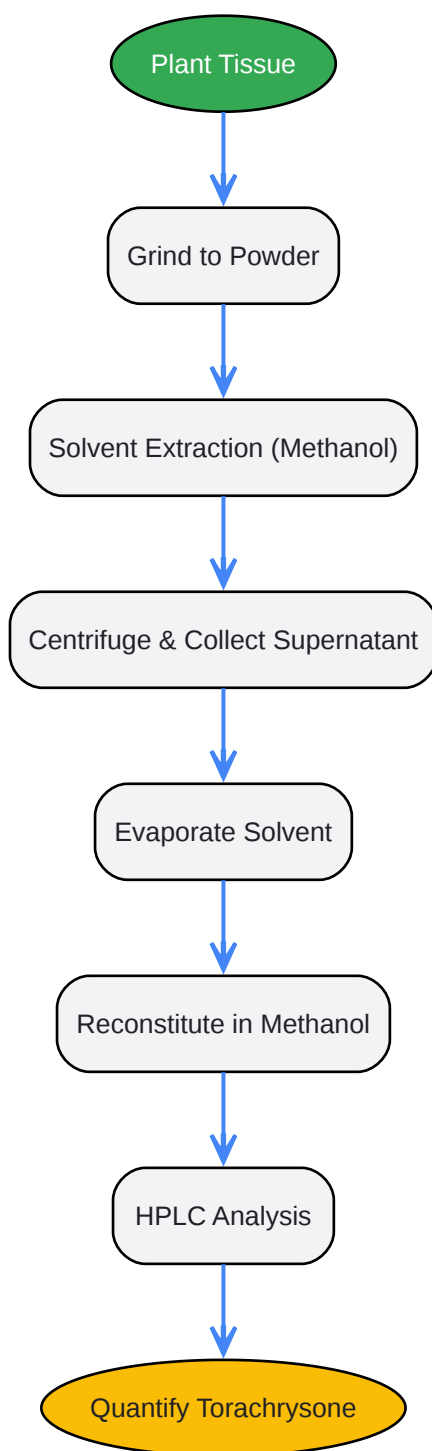 Plant Tissue
Grind to Powder
Solvent Extraction (Methanol)
Centrifuge & Collect Supernatant
Evaporate Solvent
Reconstitute in Methanol
HPLC Analysis
Quantify Torachrysone